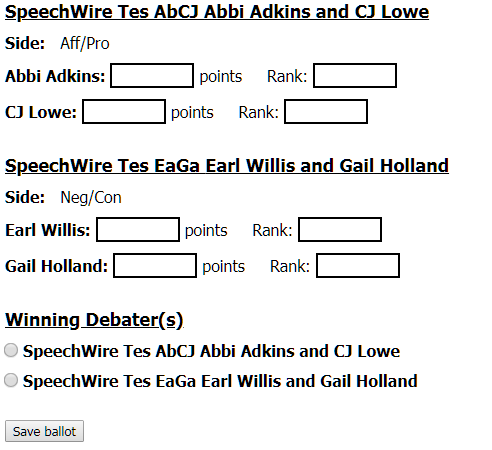 SpeechWire Tes AbCJ Abbi Adkins and CJ Lowe
Side: Aff/Pro
Abbi Adkins: points Rank:
CJ Lowe: points Rank:
SpeechWire Tes EaGa Earl Willis and Gail Holland
Side: Neg/Con
Earl Willis: points Rank:
Gail Holland: points Rank:
Winning Debater(s)
SpeechWire Tes AbCJ Abbi Adkins and CJ Lowe
SpeechWire Tes EaGa Earl Willis and Gail Holland
Save ballot